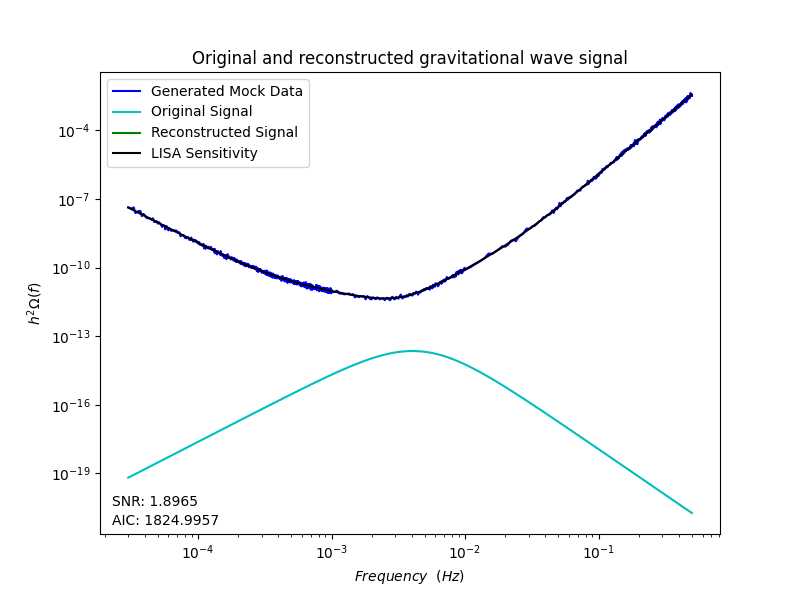 Original and reconstructed gravitational wave signal
Generated Mock Data
Original Signal
Reconstructed Signal
LISA Sensitivity
10⁻⁴
10⁻⁷
10⁻¹⁰
10⁻¹³
10⁻¹⁶
10⁻¹⁹
h²Ω(f)
SNR: 1.8965
AIC: 1824.9957
10⁻⁴ 10⁻³ 10⁻² 10⁻¹
Frequency (Hz)